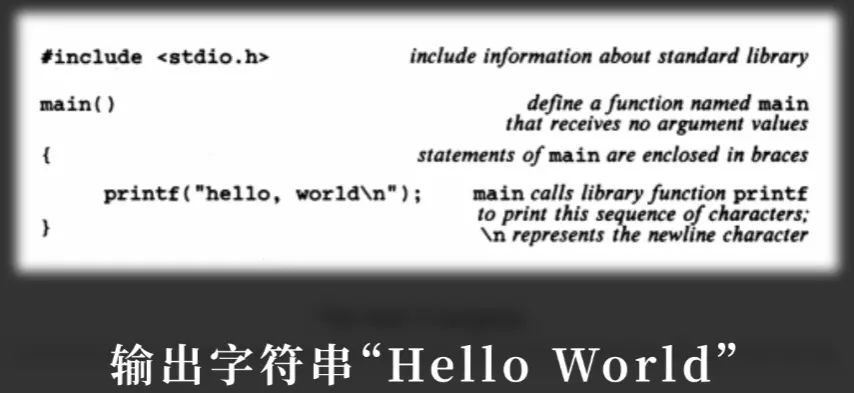 #include <stdio.h> include information about standard library
main() define a function named main
that receives no argument values
{ statements of main are enclosed in braces
printf("hello, world\n"); main calls library function printf
to print this sequence of characters;
} \n represents the newline character
输出字符串“Hello World”